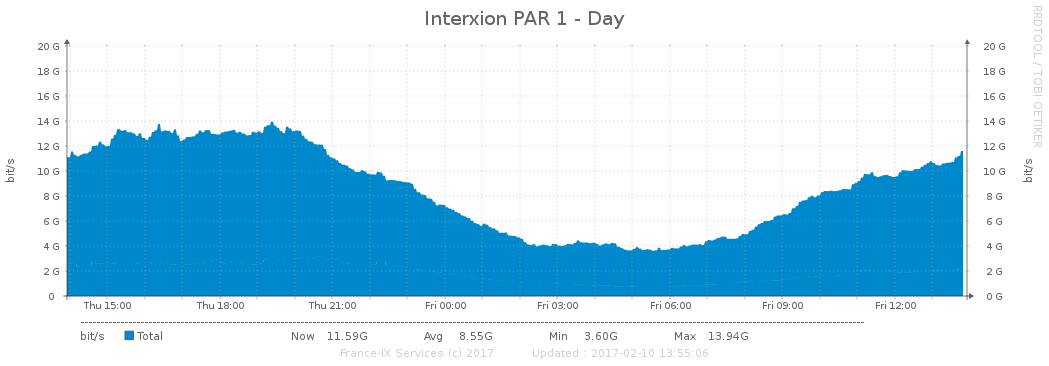 Interxion PAR 1 - Day
RRDTOOL / TOBI OETIKER
20 G 20 G
18 G 18 G
16 G 16 G
14 G 14 G
12 G 12 G
10 G 10 G
8 G 8 G
6 G 6 G
4 G 4 G
2 G 2 G
0 0 G
bit/s bit/s
Thu 15:00 Thu 18:00 Thu 21:00 Fri 00:00 Fri 03:00 Fri 06:00 Fri 09:00 Fri 12:00
bit/s Total Now 11.59G Avg 8.55G Min 3.60G Max 13.94G
France-IX Services (c) 2017 Updated : 2017-02-10 13:55:06